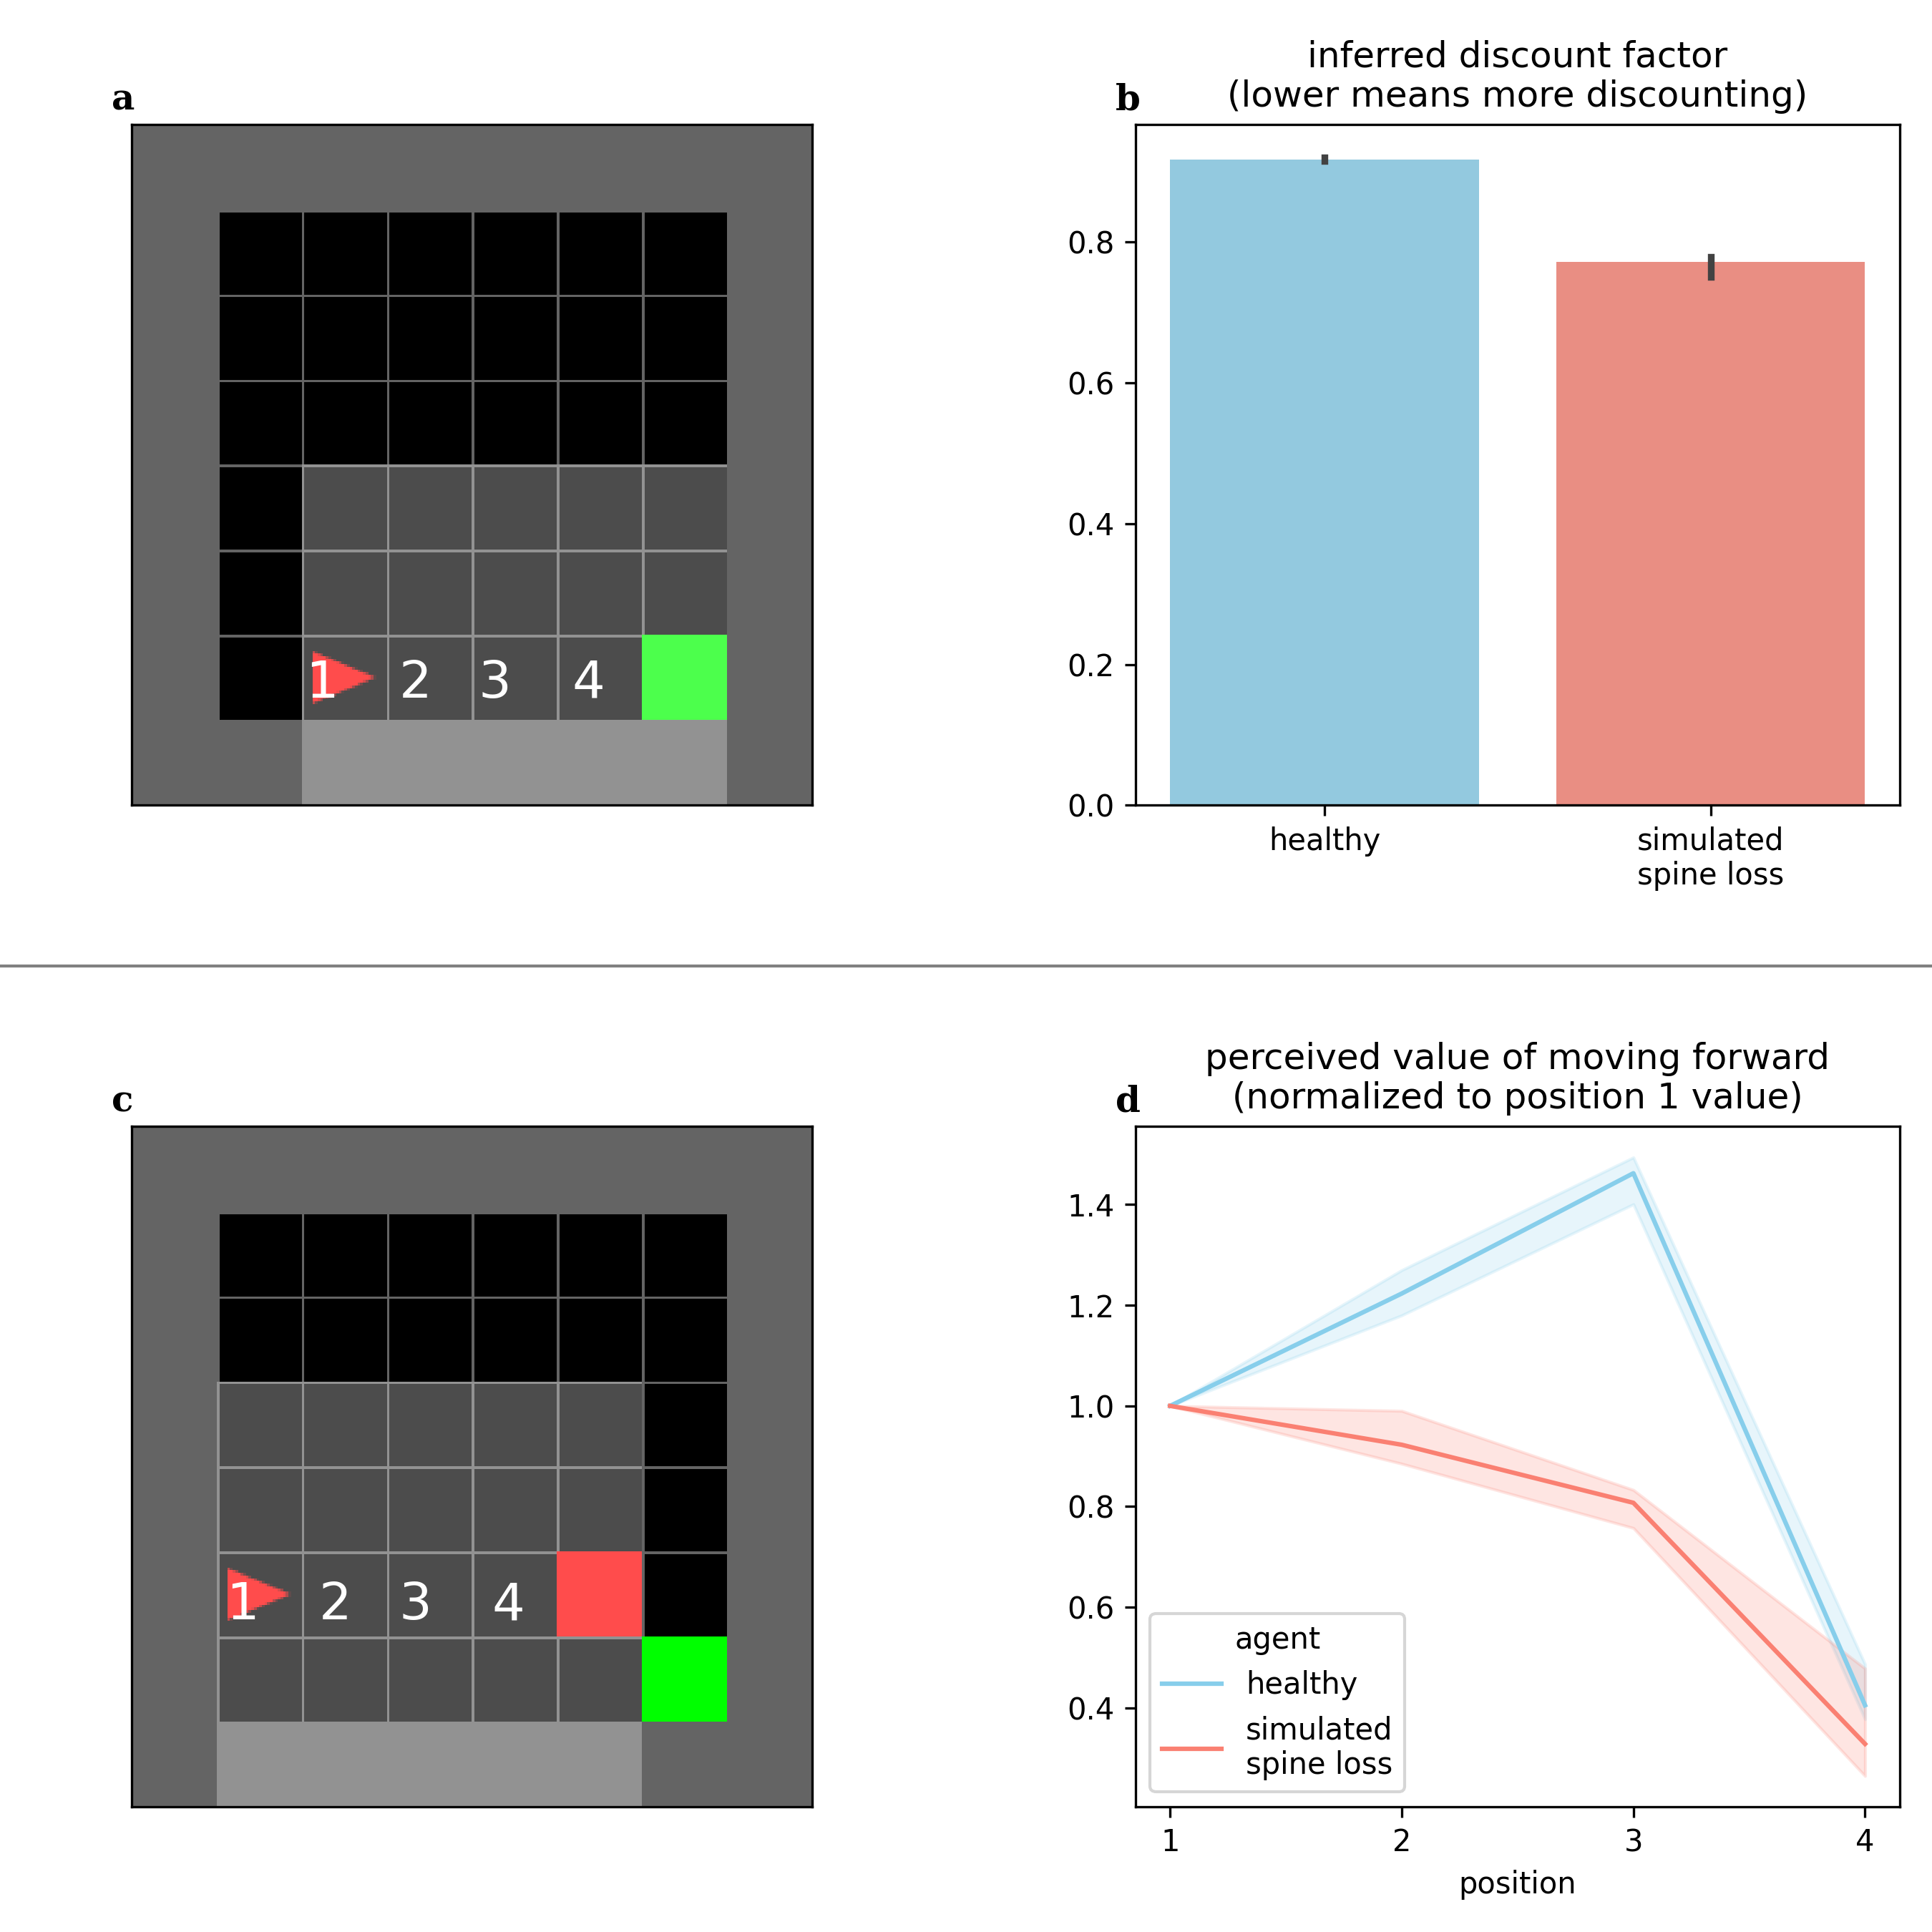 a
1 2 3 4
b
inferred discount factor
(lower means more discounting)
0.8
0.6
0.4
0.2
0.0
healthy
simulated
spine loss
c
1 2 3 4
d
perceived value of moving forward
(normalized to position 1 value)
1.4
1.2
1.0
0.8
0.6
0.4
agent
healthy
simulated
spine loss
1 2 3 4
position